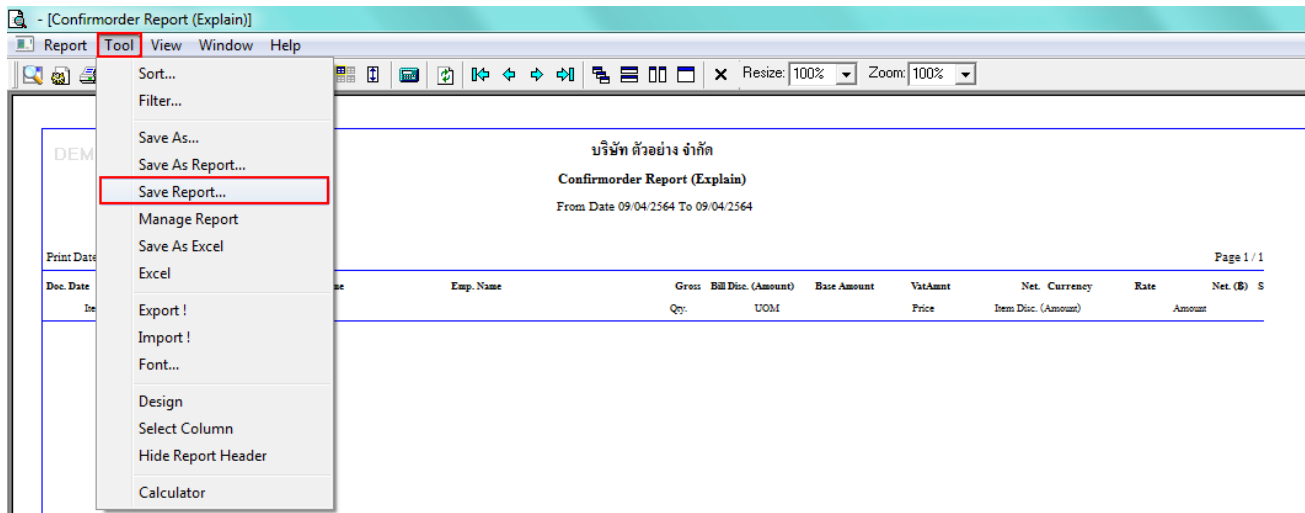 - [Confirmorder Report (Explain)]
Report Tool View Window Help
Resize: 100% Zoom: 100%
Sort...
Filter...
Save As...
Save As Report...
Save Report...
Manage Report
Save As Excel
Excel
Export !
Import !
Font...
Design
Select Column
Hide Report Header
Calculator
DEM
บริษัท ตัวอย่าง จำกัด
Confirmorder Report (Explain)
From Date 09/04/2564 To 09/04/2564
Print Date Page 1 / 1
Doc. Date Emp. Name Gross Bill Disc. (Amount) Base Amount VatAmnt Net. Currency Rate Net. (B) S
Qty. UOM Price Item Disc. (Amount) Amount